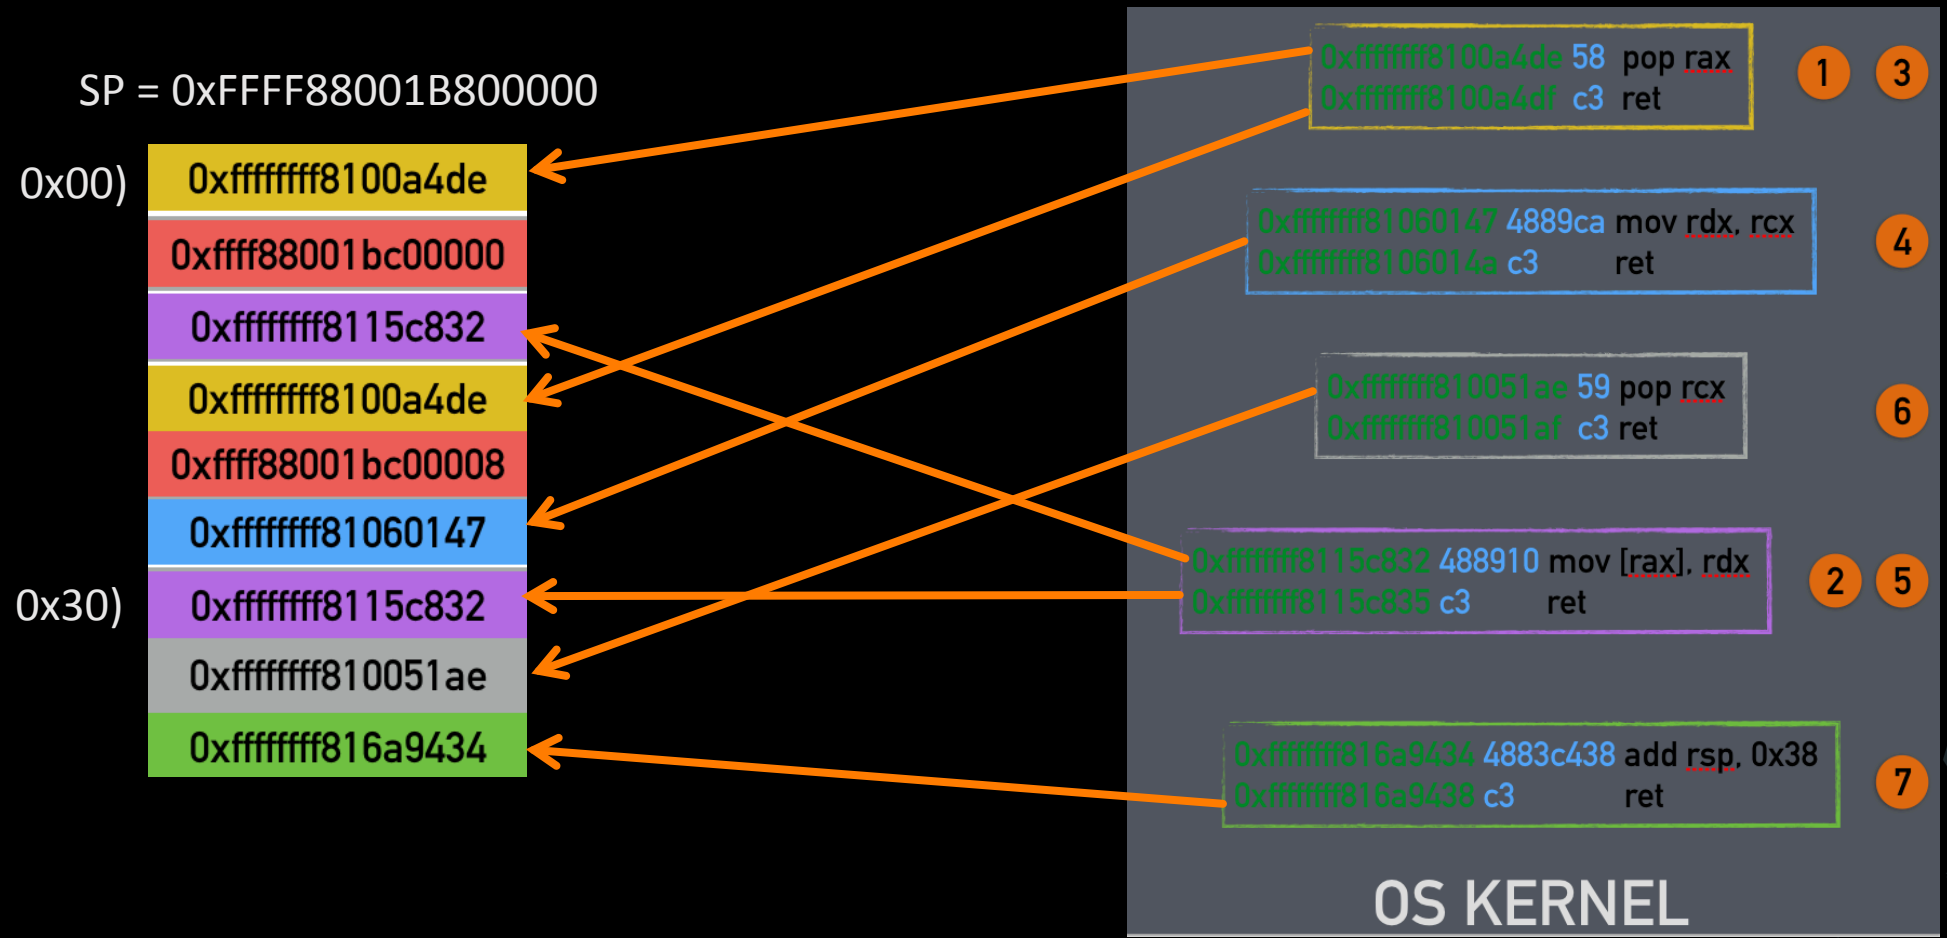 SP = 0xFFFF88001B800000
0x00)
0xffffffff8100a4de
0xffff88001bc00000
0xffffffff8115c832
0xffffffff8100a4de
0xffff88001bc00008
0xffffffff81060147
0x30)
0xffffffff8115c832
0xffffffff810051ae
0xffffffff816a9434
0xffffffff8100a4de 58 pop rax
0xffffffff8100a4df c3 ret
1 3
0xffffffff81060147 4889ca mov rdx, rcx
0xffffffff8106014a c3 ret
4
0xffffffff810051ae 59 pop rcx
0xffffffff810051af c3 ret
6
0xffffffff8115c832 488910 mov [rax], rdx
0xffffffff8115c835 c3 ret
2 5
0xffffffff816a9434 4883c438 add rsp, 0x38
0xffffffff816a9438 c3 ret
7
OS KERNEL